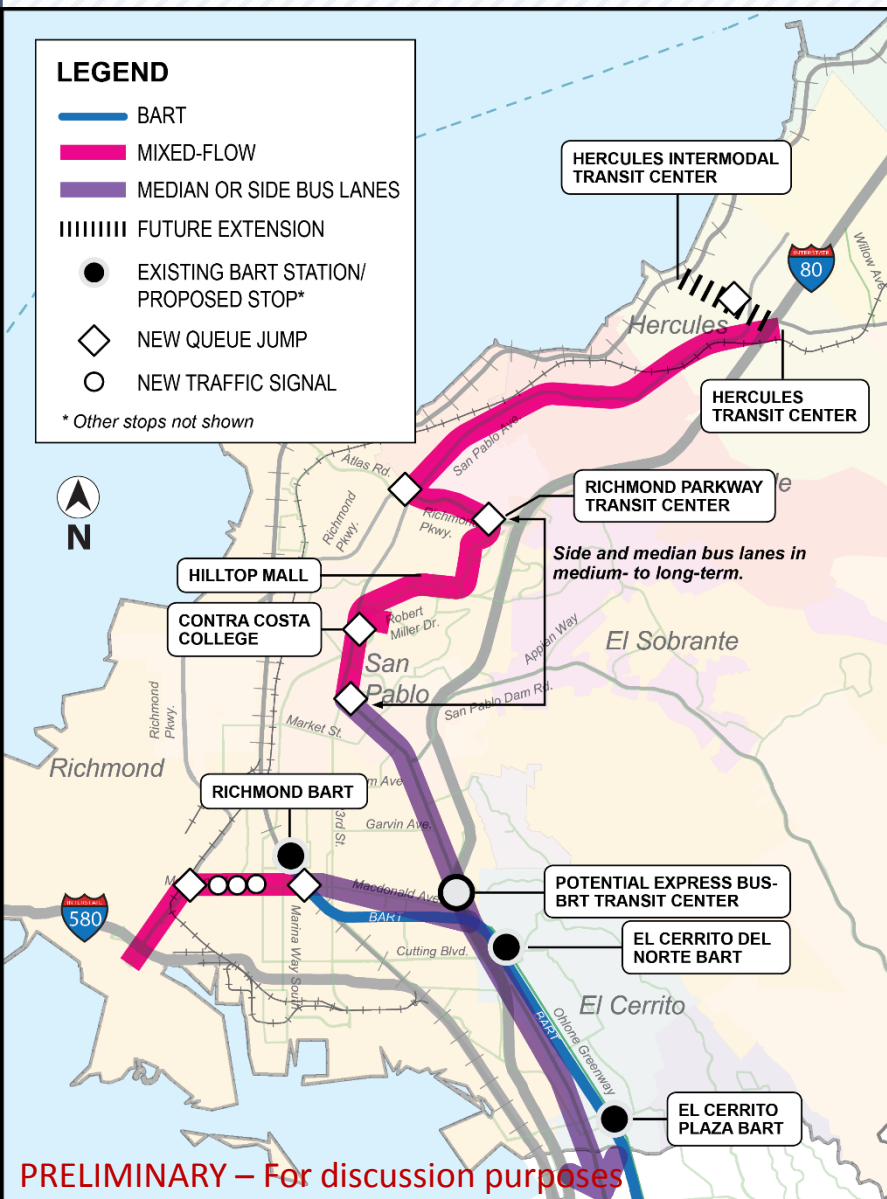 LEGEND
BART
MIXED-FLOW
MEDIAN OR SIDE BUS LANES
FUTURE EXTENSION
EXISTING BART STATION/
PROPOSED STOP*
NEW QUEUE JUMP
NEW TRAFFIC SIGNAL
* Other stops not shown
N
HERCULES INTERMODAL
TRANSIT CENTER
INTERSTATE
80
Willow Ave.
Hercules
HERCULES
TRANSIT CENTER
San Pablo Ave.
Atlas Rd.
Richmond
Pkwy.
Richmond
Pkwy.
RICHMOND PARKWAY
TRANSIT CENTER
Side and median bus lanes in
medium- to long-term.
HILLTOP MALL
CONTRA COSTA
COLLEGE
Robert
Miller Dr.
San
Pablo
Appian Way
El Sobrante
San Pablo Dam Rd.
Richmond
Pkwy.
Market St.
Richmond
RICHMOND BART
Garvin Ave.
Macdonald Ave.
POTENTIAL EXPRESS BUS-
BRT TRANSIT CENTER
INTERSTATE
580
BART
Marina Way South
Cutting Blvd.
EL CERRITO DEL
NORTE BART
El Cerrito
BART
Ohlone Greenway
EL CERRITO
PLAZA BART
PRELIMINARY – For discussion purposes